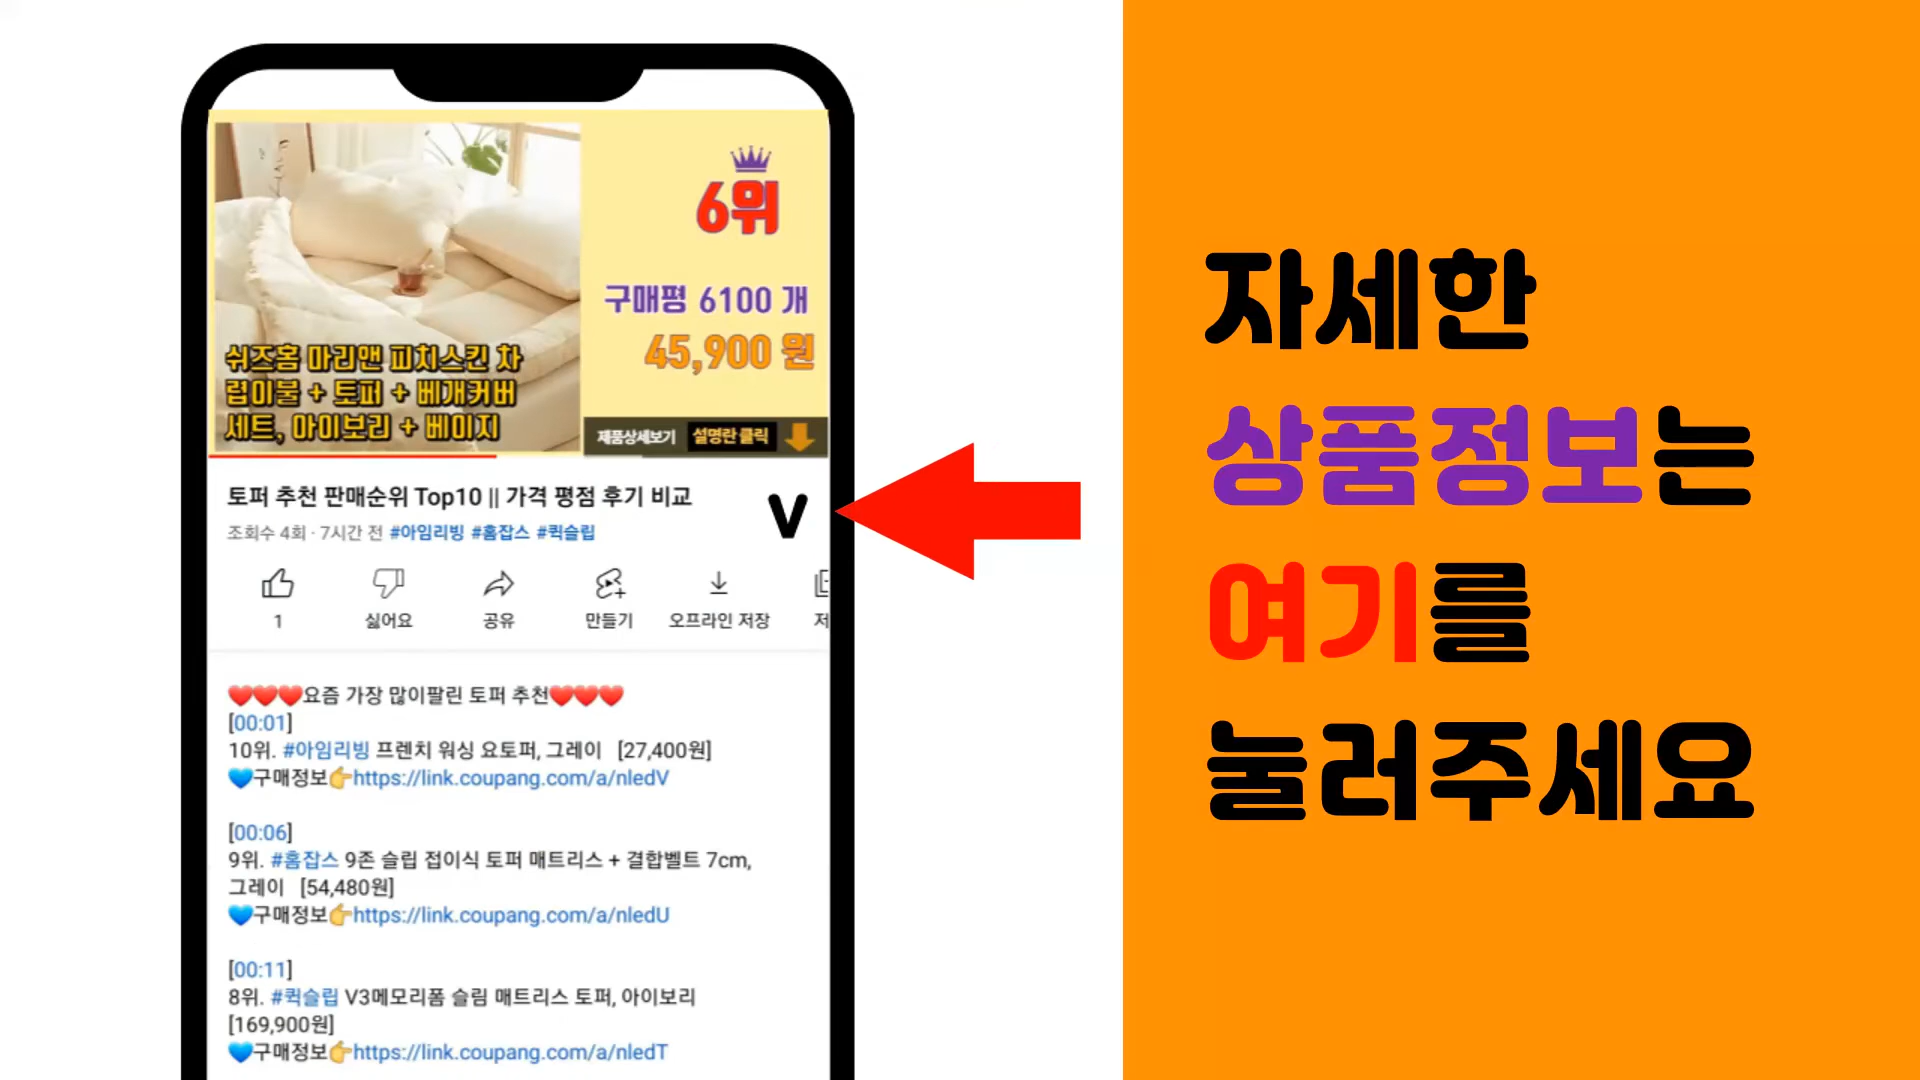 6위
구매평 6100 개
45,900 원
쉬즈홈 마리앤 피치스킨 차
렵이불 + 토퍼 + 베개커버
세트, 아이보리 + 베이지
제품상세보기 설명란 클릭
토퍼 추천 판매순위 Top10 || 가격 평점 후기 비교
V
조회수 4회 · 7시간 전 #아임리빙 #홈잡스 #퀵슬립
1 싫어요 공유 만들기 오프라인 저장 저
❤️❤️❤️요즘 가장 많이팔린 토퍼 추천❤️❤️❤️
[00:01]
10위. #아임리빙 프렌치 워싱 요토퍼, 그레이 [27,400원]
💙구매정보👉https://link.coupang.com/a/nledV
[00:06]
9위. #홈잡스 9존 슬립 접이식 토퍼 매트리스 + 결합벨트 7cm,
그레이 [54,480원]
💙구매정보👉https://link.coupang.com/a/nledU
[00:11]
8위. #퀵슬립 V3메모리폼 슬림 매트리스 토퍼, 아이보리
[169,900원]
💙구매정보👉https://link.coupang.com/a/nledT
자세한
상품정보는
여기를
눌러주세요